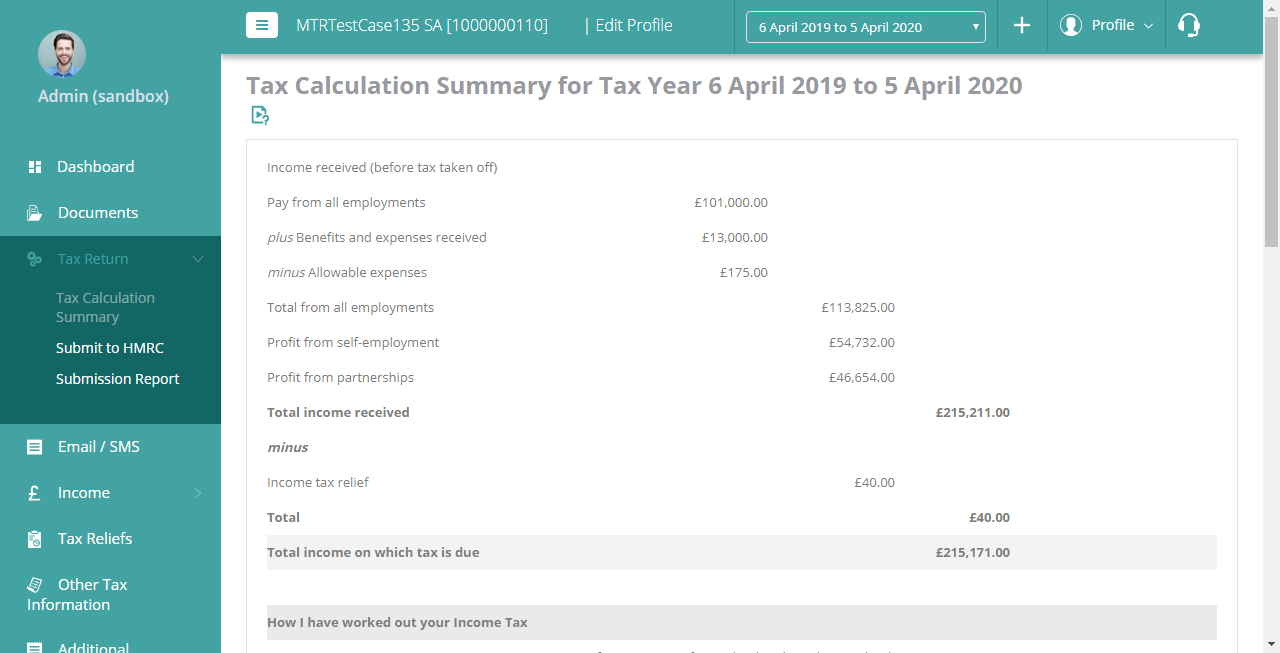 MTRTestCase135 SA [1000000110] | Edit Profile
6 April 2019 to 5 April 2020
Profile
Admin (sandbox)
Dashboard
Documents
Tax Return
Tax Calculation
Summary
Submit to HMRC
Submission Report
Email / SMS
Income
Tax Reliefs
Other Tax
Information
Additional
Tax Calculation Summary for Tax Year 6 April 2019 to 5 April 2020
Income received (before tax taken off)
Pay from all employments £101,000.00
plus Benefits and expenses received £13,000.00
minus Allowable expenses £175.00
Total from all employments £113,825.00
Profit from self-employment £54,732.00
Profit from partnerships £46,654.00
Total income received £215,211.00
minus
Income tax relief £40.00
Total £40.00
Total income on which tax is due £215,171.00
How I have worked out your Income Tax